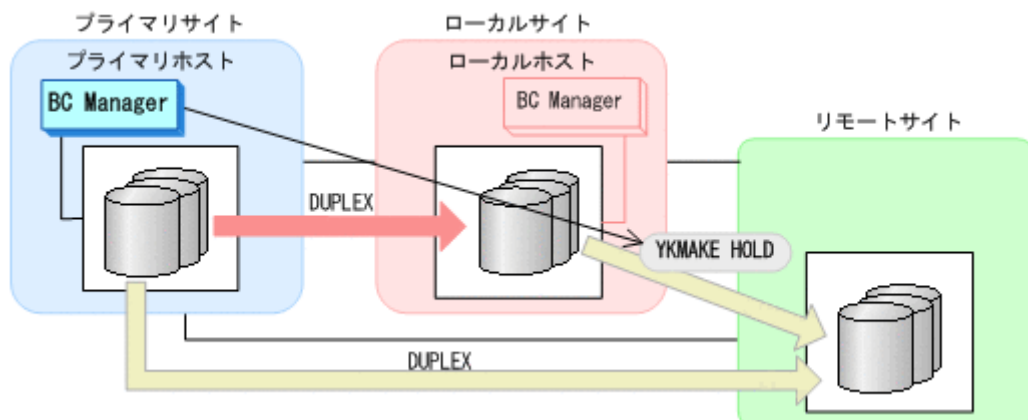 プライマリサイト
ローカルサイト
プライマリホスト
ローカルホスト
BC Manager
BC Manager
リモートサイト
DUPLEX
YKMAKE HOLD
DUPLEX